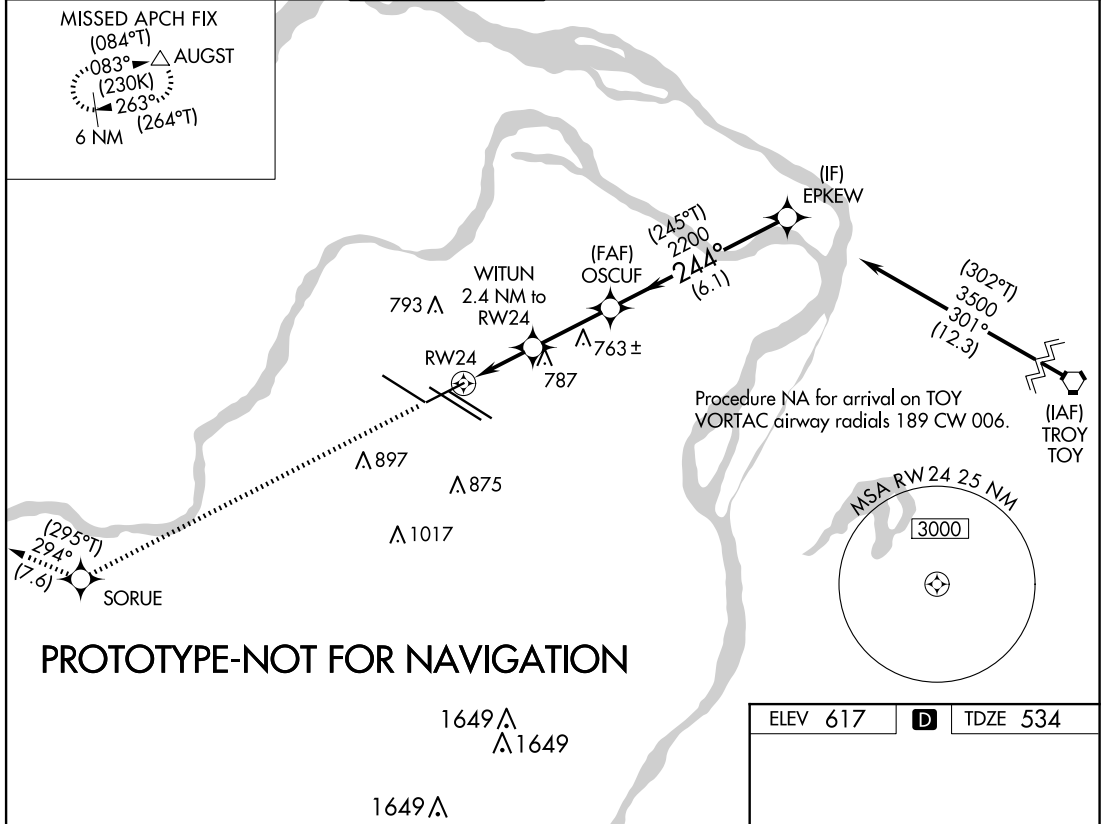 MISSED APCH FIX
(084°T)
083° AUGST
(230K)
263°
(264°T)
6 NM
(IF)
EPKEW
(245°T)
2200
244°
(6.1)
(FAF)
OSCUF
WITUN
2.4 NM to
RW24
793
763 ±
787
RW24
(302°T)
3500
301°
(12.3)
Procedure NA for arrival on TOY
VORTAC airway radials 189 CW 006.
(IAF)
TROY
TOY
897
875
1017
MSA RW24 25 NM
3000
(295°T)
294°
(7.6)
SORUE
PROTOTYPE-NOT FOR NAVIGATION
1649
1649
1649
ELEV 617 D TDZE 534